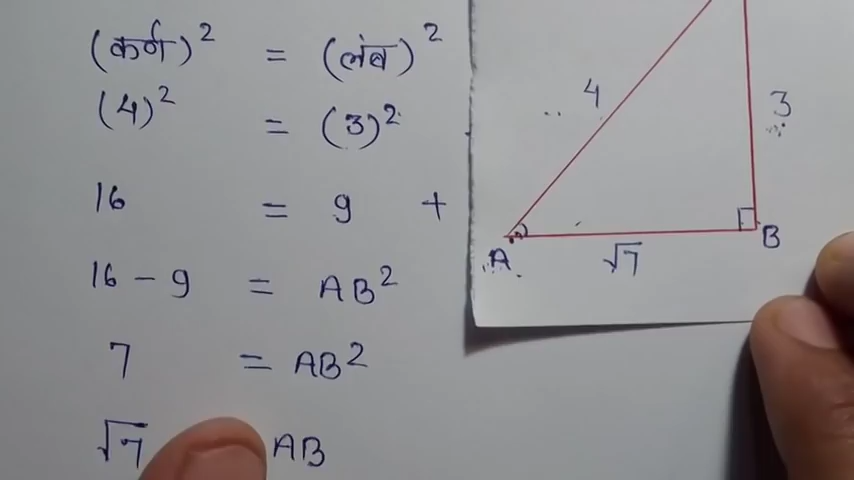 (कर्ण)² = (लंब)²
(4)² = (3)²
16 = 9 +
16 - 9 = AB²
7 = AB²
√7 AB
4
3
A
√7
B